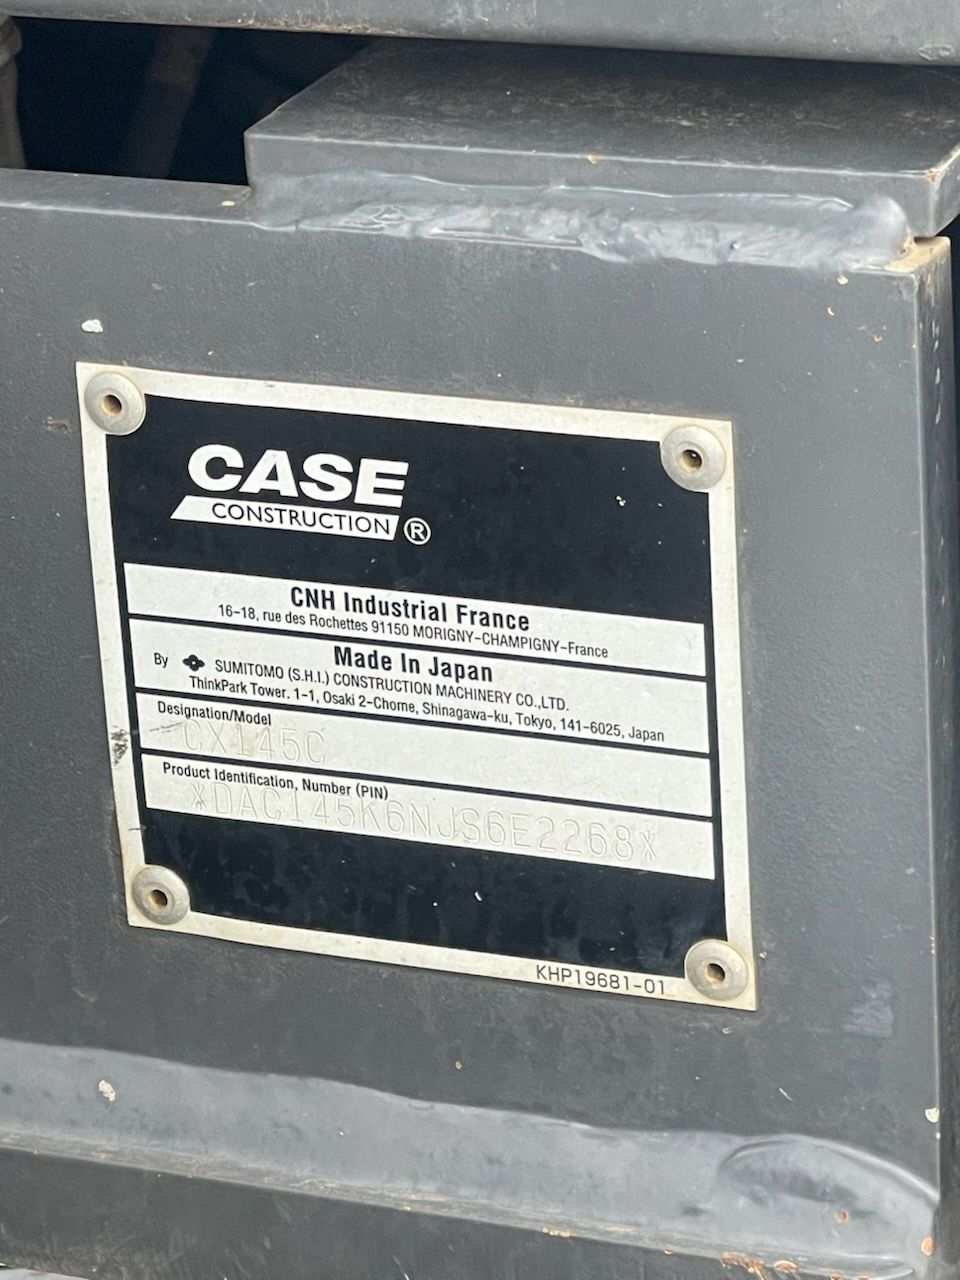 CASE
CONSTRUCTION ®
CNH Industrial France
16-18, rue des Rochettes 91150 MORIGNY-CHAMPIGNY-France
Made In Japan
By SUMITOMO (S.H.I.) CONSTRUCTION MACHINERY CO.,LTD.
ThinkPark Tower. 1-1, Osaki 2-Chome, Shinagawa-ku, Tokyo, 141-6025, Japan
Designation/Model
CX145C
Product Identification, Number (PIN)
*DAC145K6NJS6E2268*
KHP19681-01